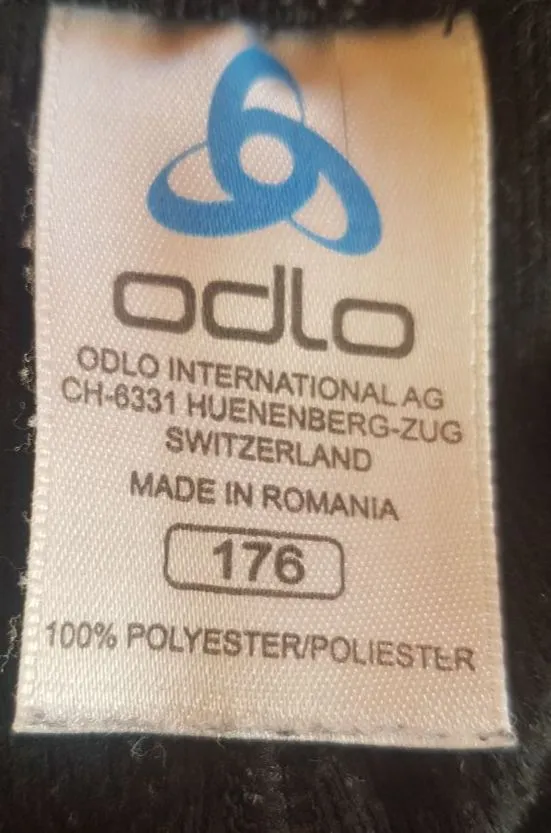 odlo
ODLO INTERNATIONAL AG
CH-6331 HUENENBERG-ZUG
SWITZERLAND
MADE IN ROMANIA
176
100% POLYESTER/POLIESTER